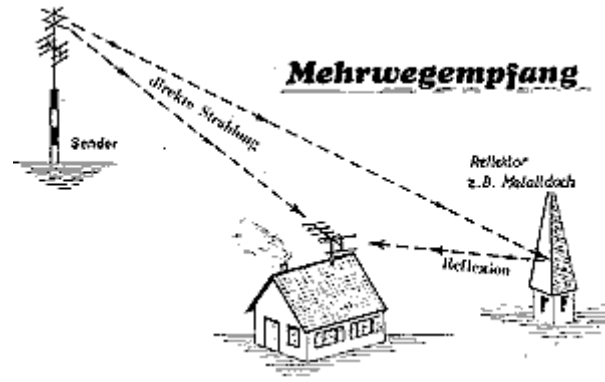 Mehrwegempfang
direkte Strahlung
Sender
Reflektor
z.B. Metalldach
Reflexion